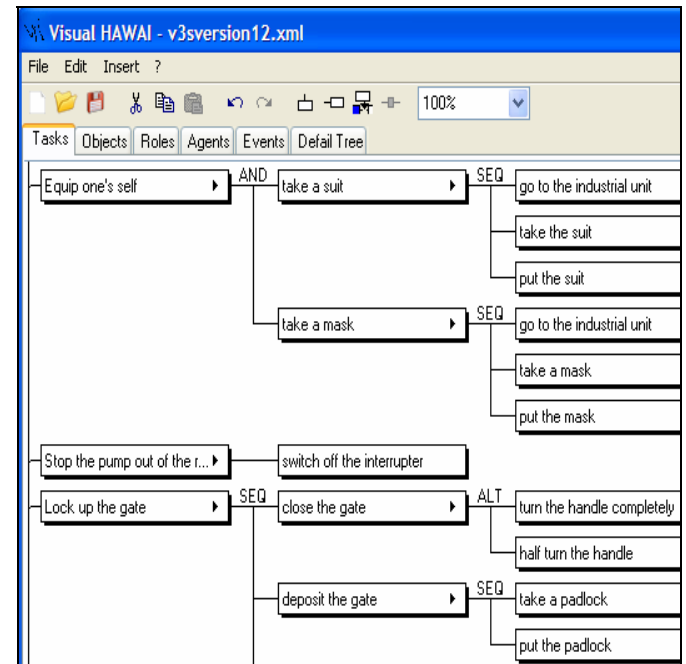 Visual HAWAI - v3sversion12.xml
File Edit Insert ?
100%
Tasks Objects Roles Agents Events Defail Tree
Equip one's self AND take a suit SEQ go to the industrial unit
take the suit
put the suit
take a mask SEQ go to the industrial unit
take a mask
put the mask
Stop the pump out of the r... switch off the interrupter
Lock up the gate SEQ close the gate ALT turn the handle completely
half turn the handle
deposit the gate SEQ take a padlock
put the padlock